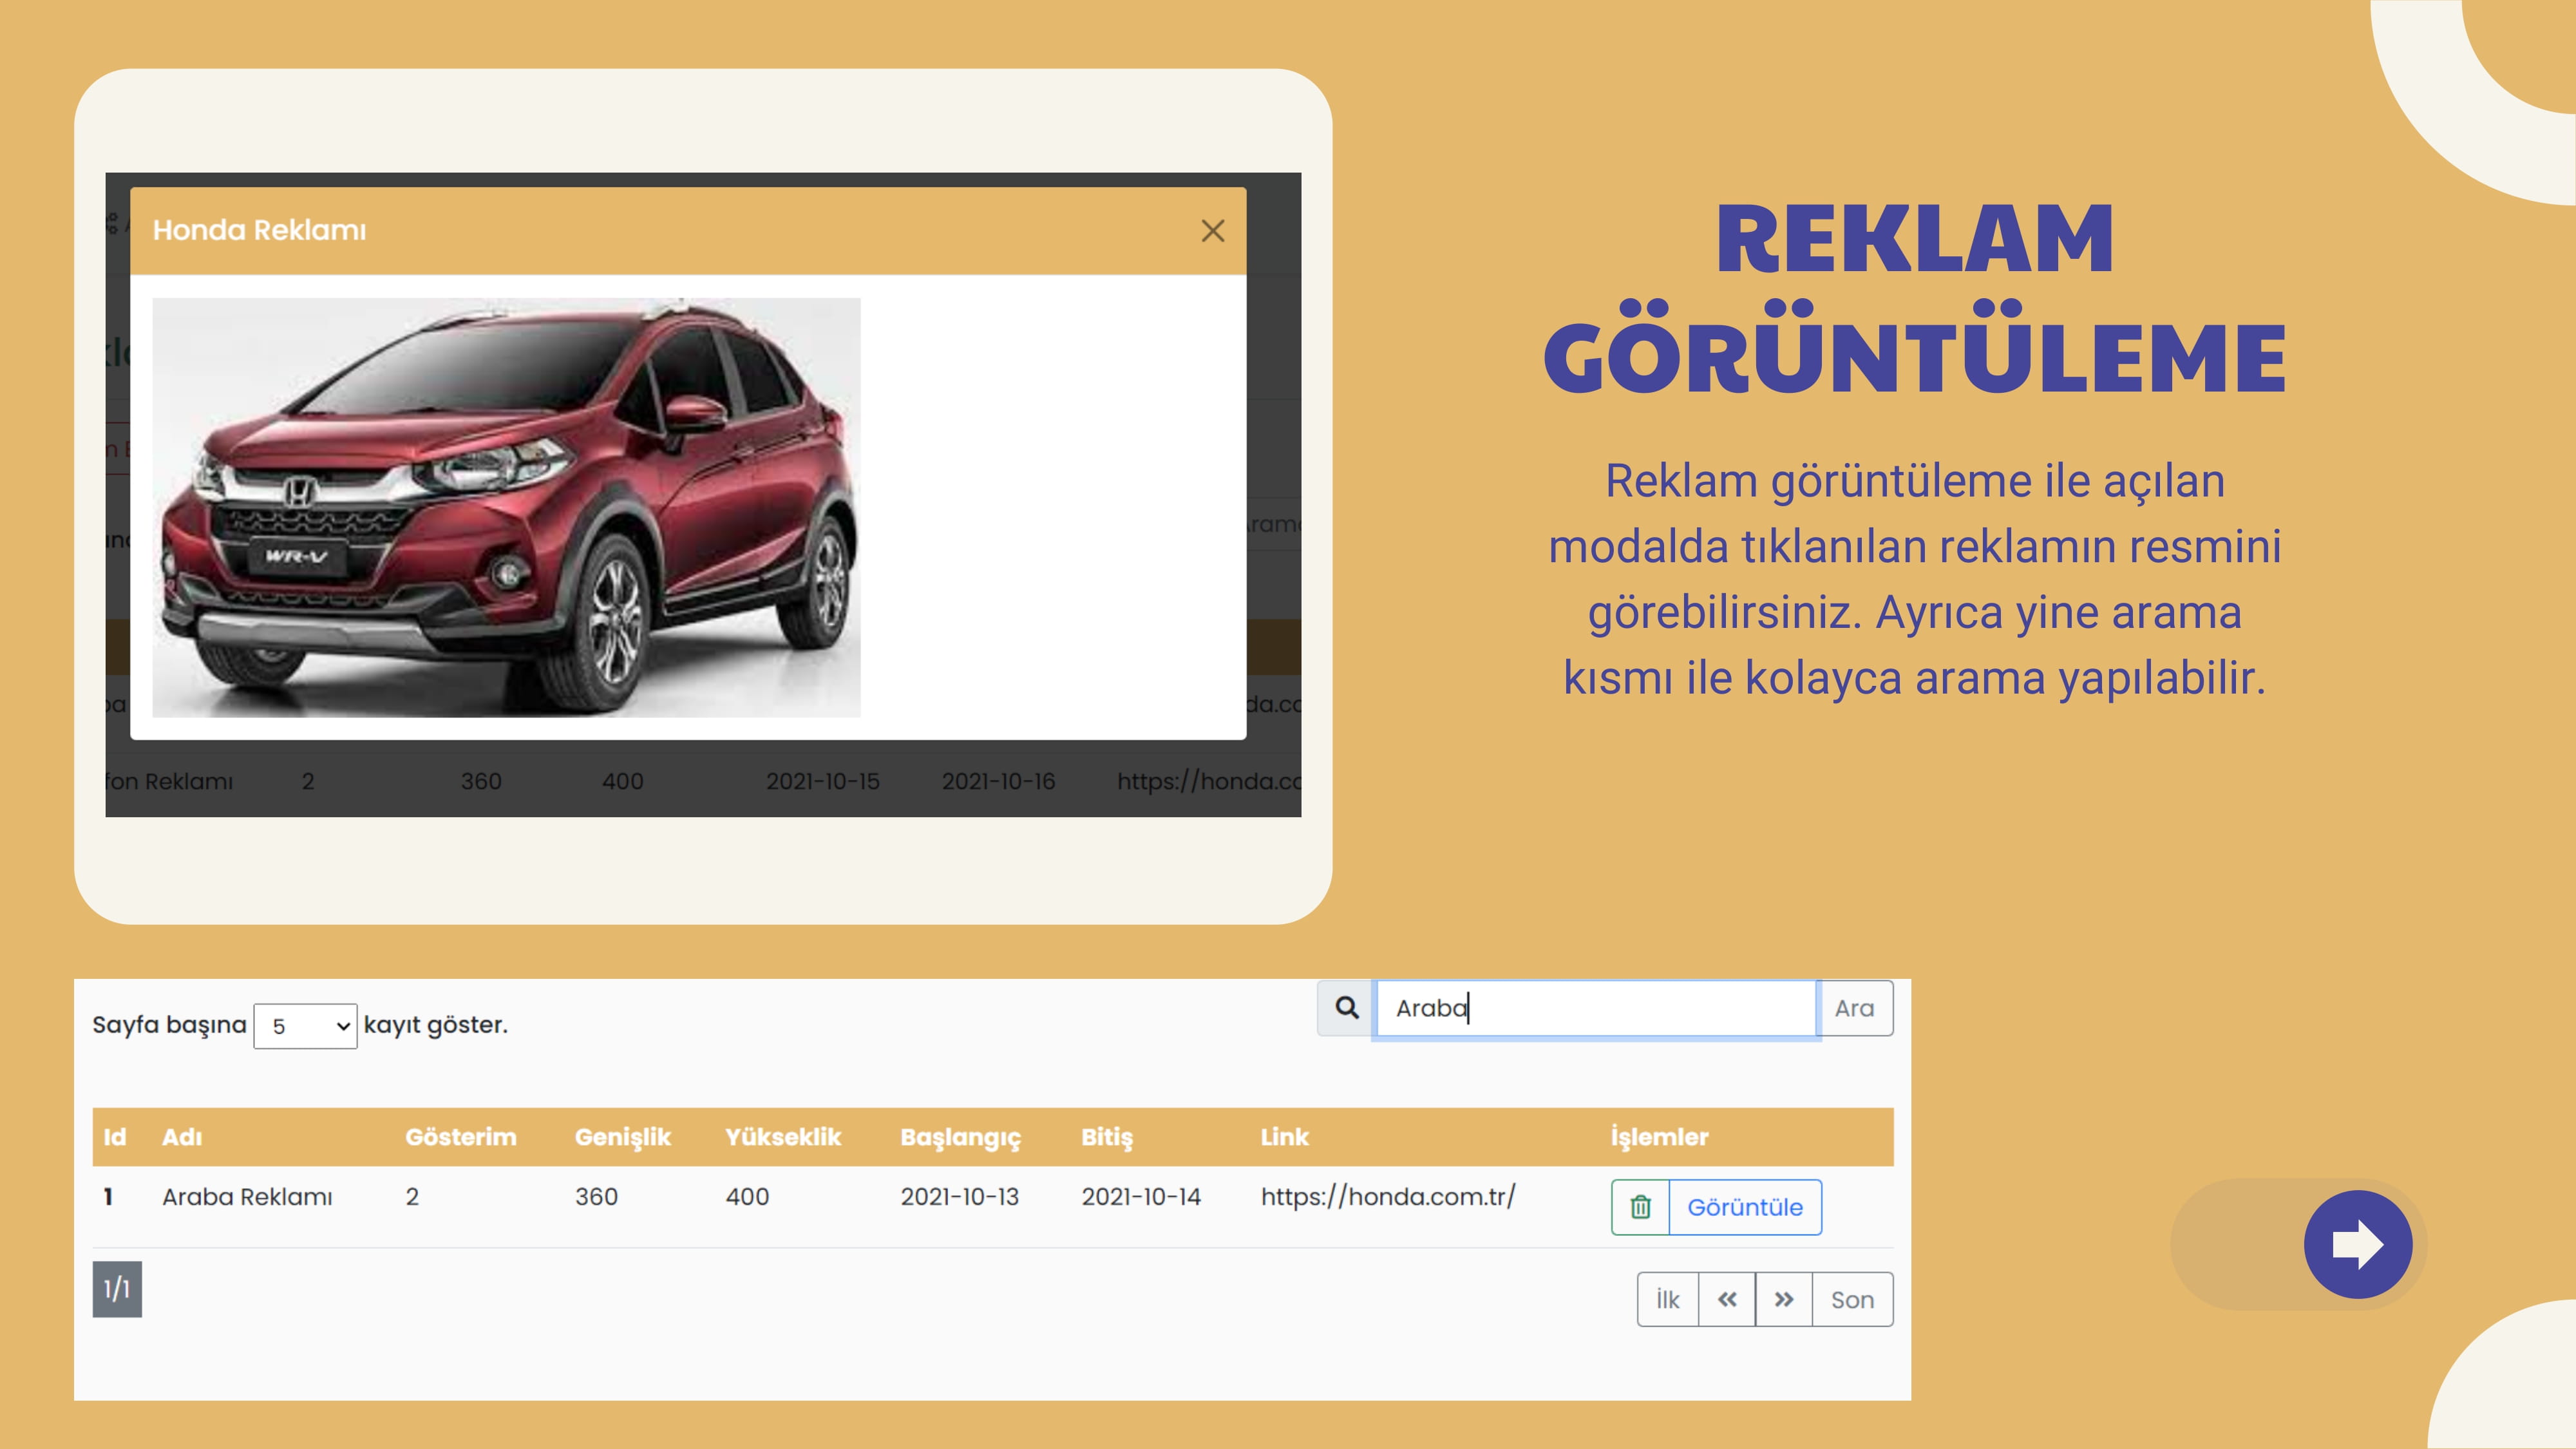 Honda Reklamı
WR-V
fon Reklamı 2 360 400 2021-10-15 2021-10-16
REKLAM
GÖRÜNTÜLEME
Reklam görüntüleme ile açılan
modalda tıklanılan reklamın resmini
görebilirsiniz. Ayrıca yine arama
kısmı ile kolayca arama yapılabilir.
Sayfa başına 5 kayıt göster.
Araba Ara
Id Adı Gösterim Genişlik Yükseklik Başlangıç Bitiş Link İşlemler
1 Araba Reklamı 2 360 400 2021-10-13 2021-10-14 https://honda.com.tr/ Görüntüle
1/1
İlk « » Son